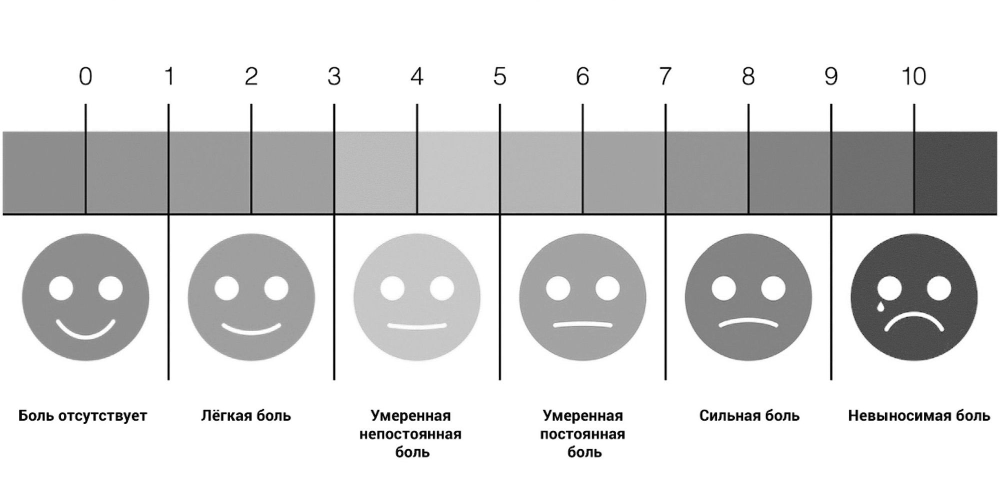 0 1 2 3 4 5 6 7 8 9 10
Боль отсутствует
Лёгкая боль
Умеренная
непостоянная
боль
Умеренная
постоянная
боль
Сильная боль
Невыносимая боль